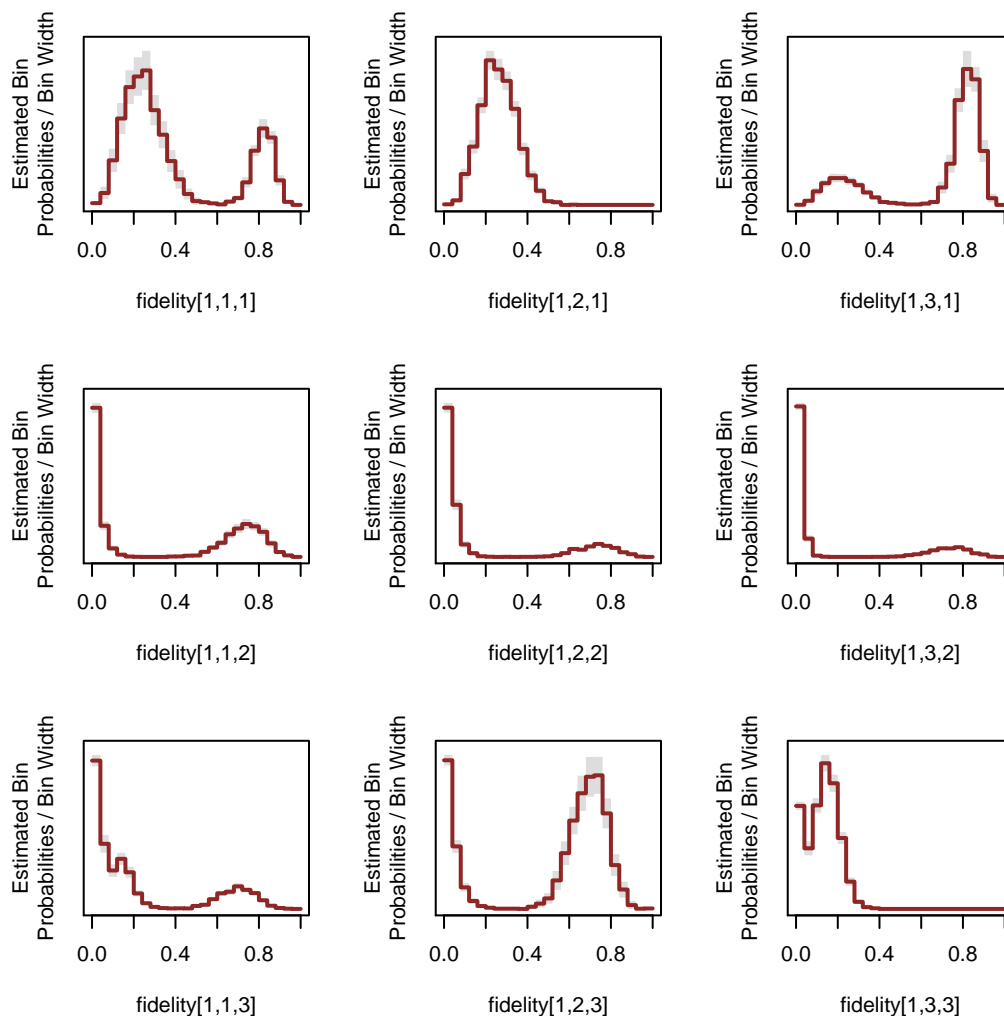 Estimated Bin
Probabilities / Bin Width
0.0 0.4 0.8
fidelity[1,1,1]
Estimated Bin
Probabilities / Bin Width
0.0 0.4 0.8
fidelity[1,2,1]
Estimated Bin
Probabilities / Bin Width
0.0 0.4 0.8
fidelity[1,3,1]
Estimated Bin
Probabilities / Bin Width
0.0 0.4 0.8
fidelity[1,1,2]
Estimated Bin
Probabilities / Bin Width
0.0 0.4 0.8
fidelity[1,2,2]
Estimated Bin
Probabilities / Bin Width
0.0 0.4 0.8
fidelity[1,3,2]
Estimated Bin
Probabilities / Bin Width
0.0 0.4 0.8
fidelity[1,1,3]
Estimated Bin
Probabilities / Bin Width
0.0 0.4 0.8
fidelity[1,2,3]
Estimated Bin
Probabilities / Bin Width
0.0 0.4 0.8
fidelity[1,3,3]